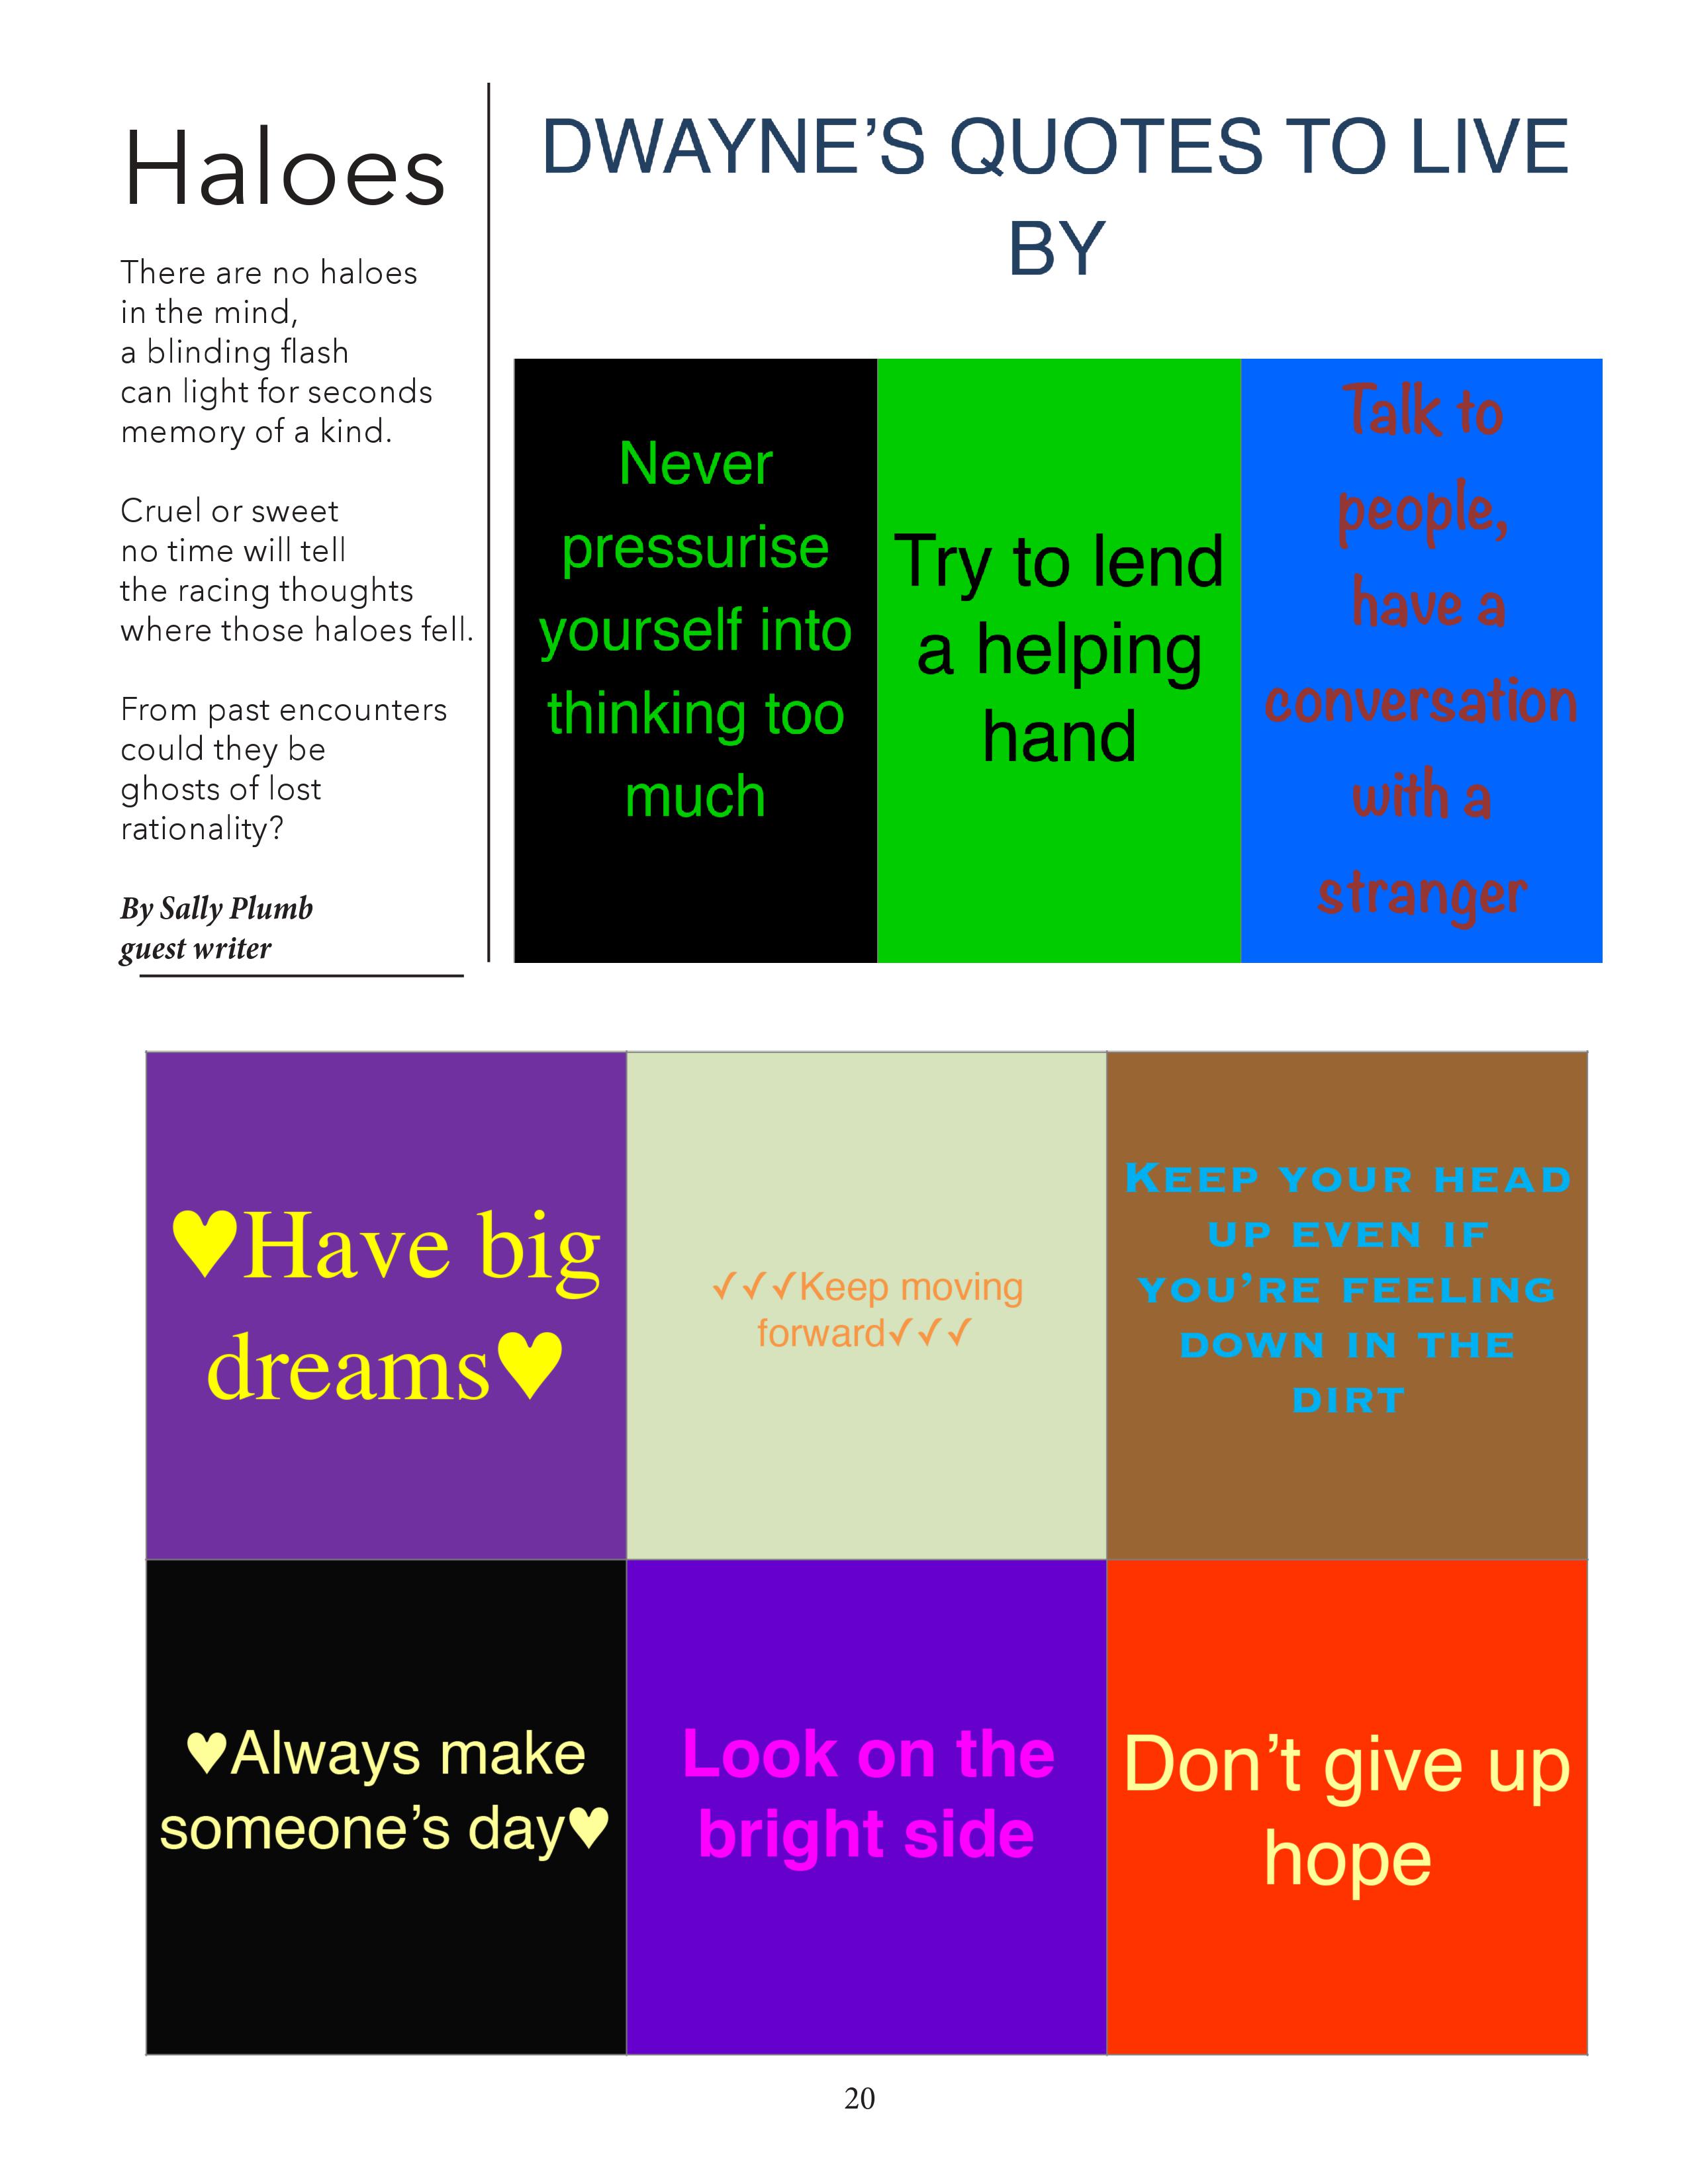 Haloes
There are no haloes
in the mind,
a blinding flash
can light for seconds
memory of a kind.
Cruel or sweet
no time will tell
the racing thoughts
where those haloes fell.
From past encounters
could they be
ghosts of lost
rationality?
By Sally Plumb
guest writer
DWAYNE’S QUOTES TO LIVE
BY
Never
pressurise
yourself into
thinking too
much
Try to lend
a helping
hand
Talk to
people,
have a
conversation
with a
stranger
♥Have big
dreams♥
✓✓✓Keep moving
forward✓✓✓
KEEP YOUR HEAD
UP EVEN IF
YOU’RE FEELING
DOWN IN THE
DIRT
♥Always make
someone’s day♥
Look on the
bright side
Don’t give up
hope
20